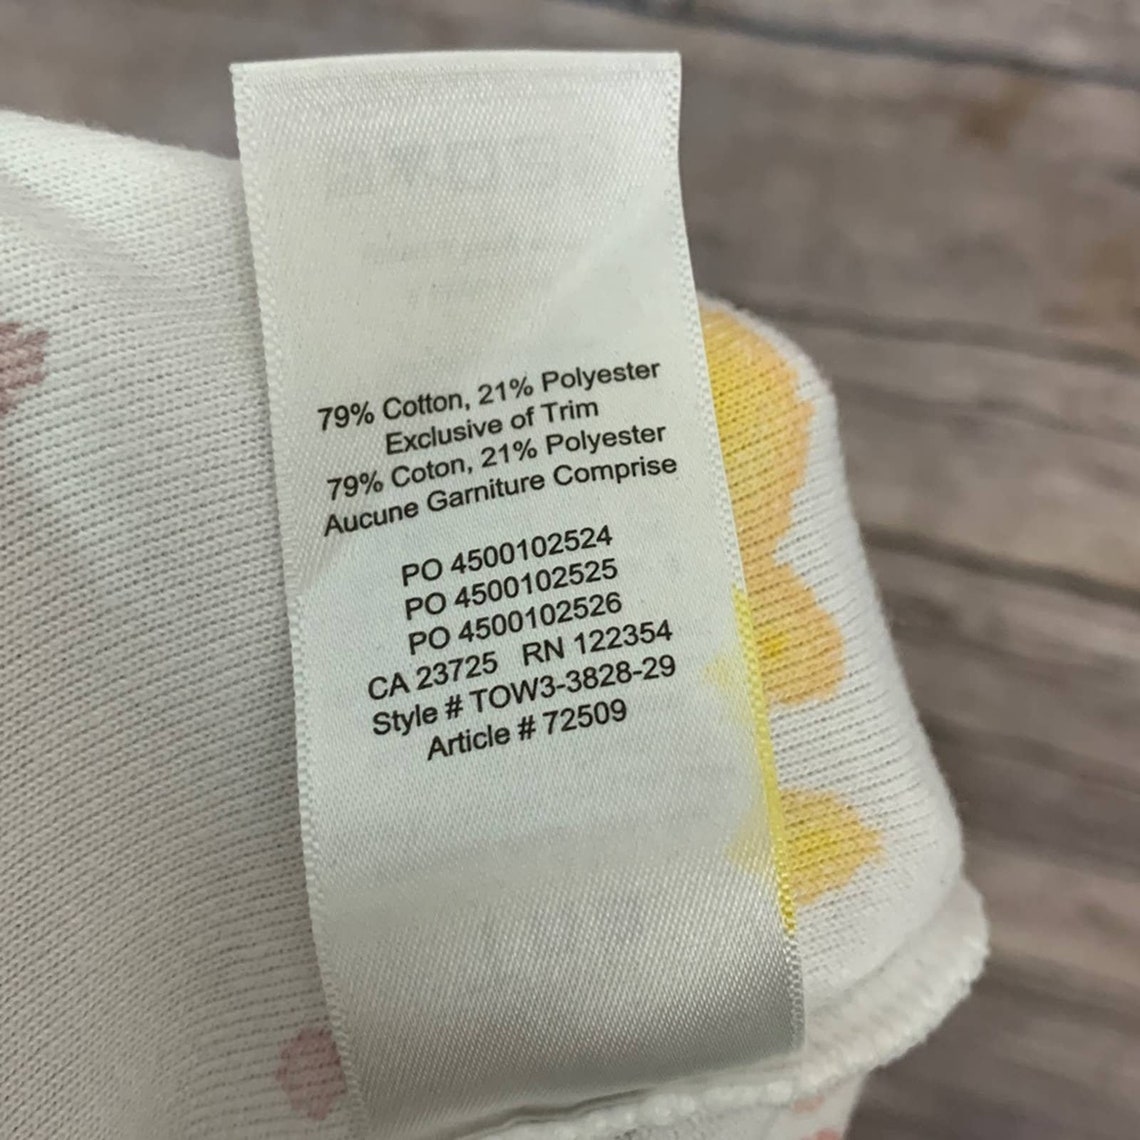 79% Cotton, 21% Polyester
Exclusive of Trim
79% Coton, 21% Polyester
Aucune Garniture Comprise
PO 4500102524
PO 4500102525
PO 4500102526
CA 23725 RN 122354
Style # TOW3-3828-29
Article # 72509